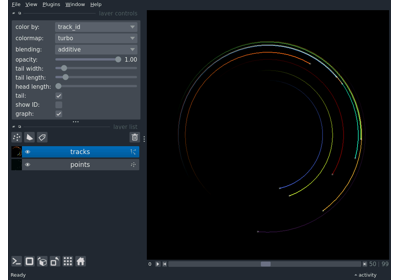 File View Plugins Window Help
layer controls
color by: track_id
colormap: turbo
blending: additive
opacity: 1.00
tail width:
tail length:
head length:
tail:
show ID:
graph:
layer list
tracks
points
50 99
Ready
activity